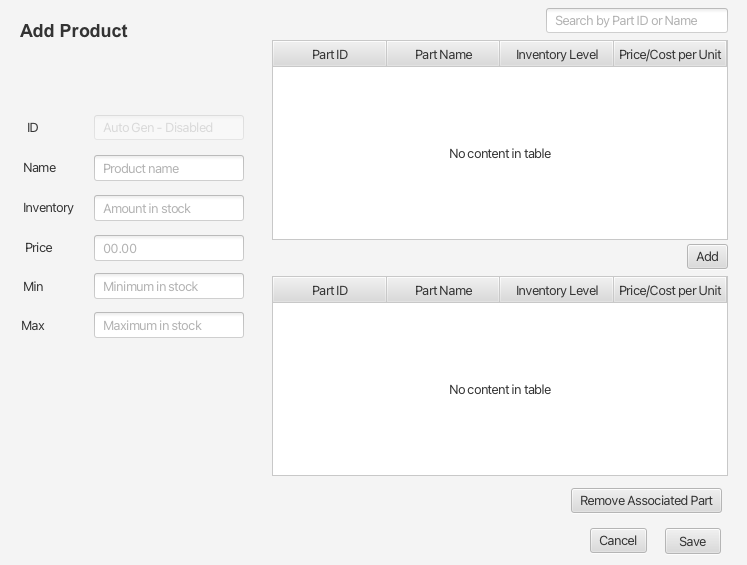 Add Product
Search by Part ID or Name
Part ID Part Name Inventory Level Price/Cost per Unit
No content in table
ID Auto Gen - Disabled
Name Product name
Inventory Amount in stock
Price 00.00
Min Minimum in stock
Max Maximum in stock
Add
Part ID Part Name Inventory Level Price/Cost per Unit
No content in table
Remove Associated Part
Cancel Save